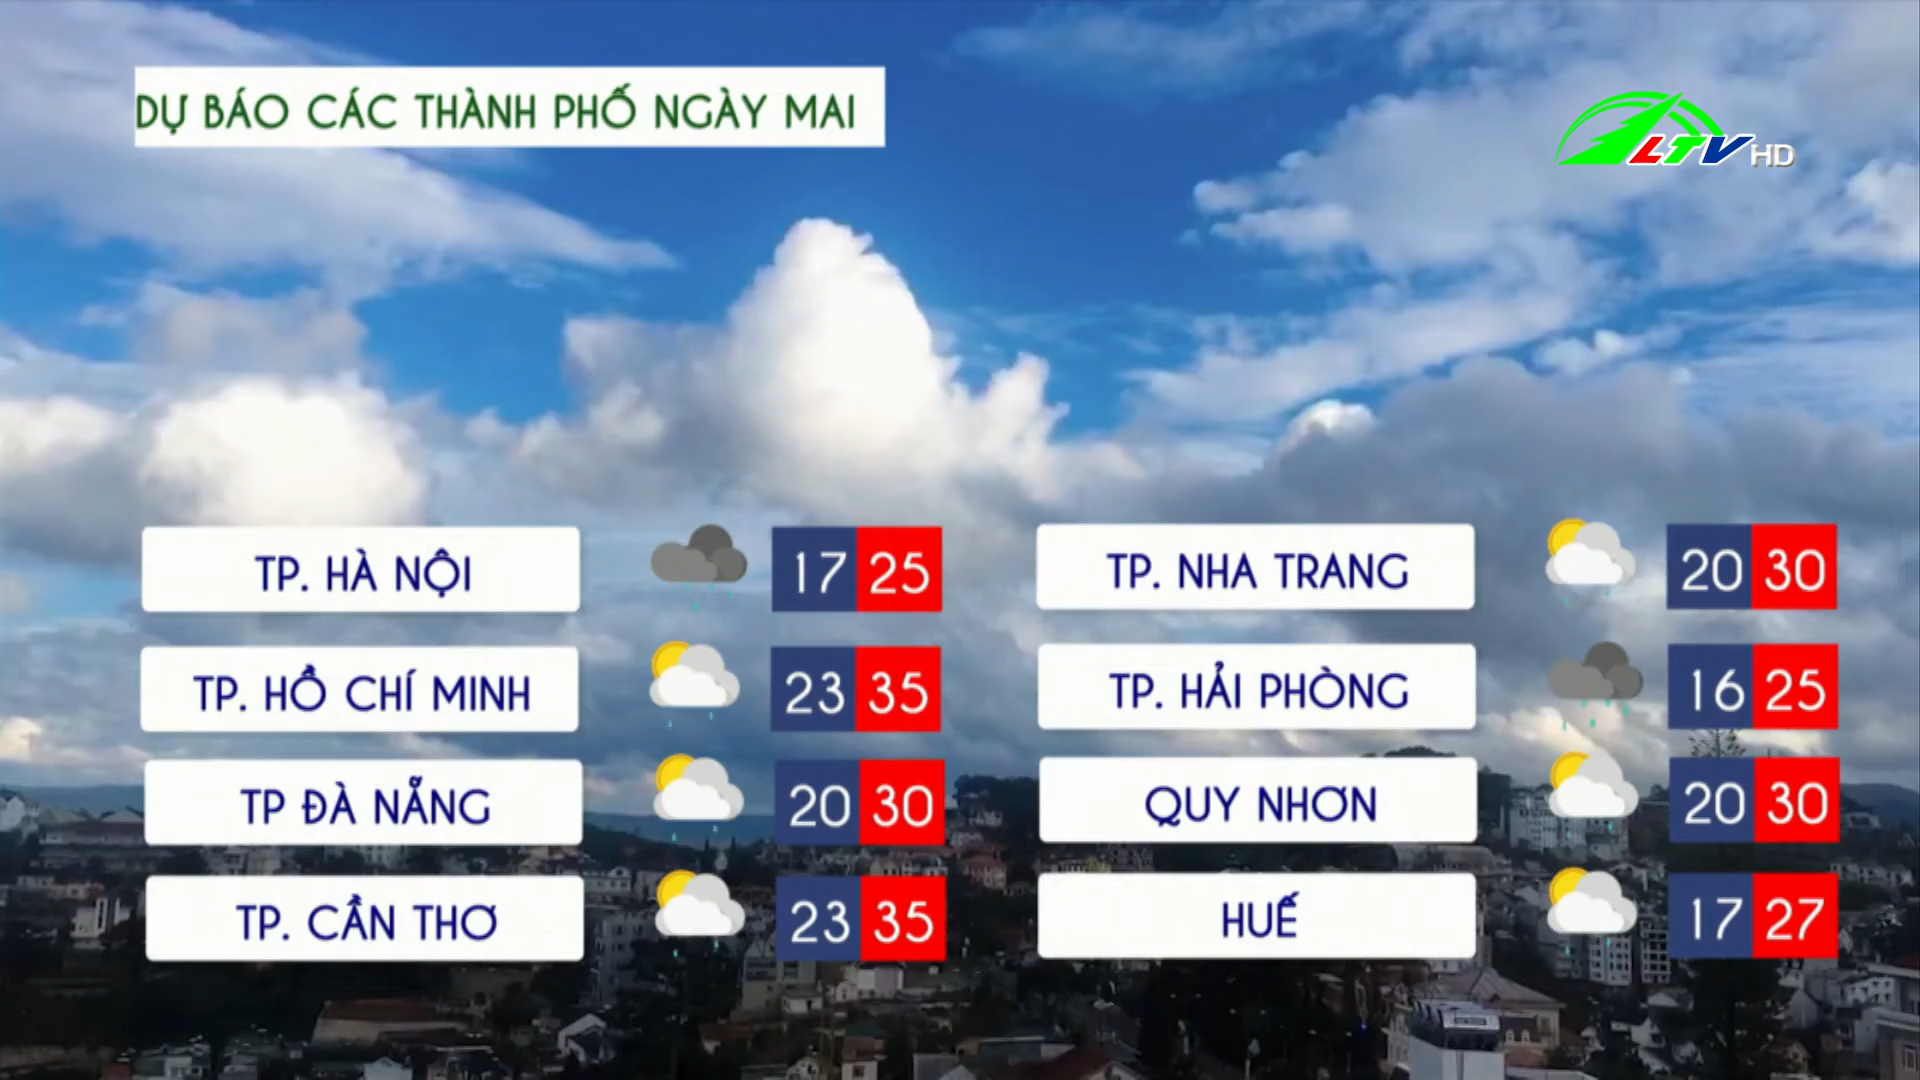 DỰ BÁO CÁC THÀNH PHỐ NGÀY MAI
LTV HD
TP. HÀ NỘI 17 25
TP. HỒ CHÍ MINH 23 35
TP ĐÀ NẴNG 20 30
TP. CẦN THƠ 23 35
TP. NHA TRANG 20 30
TP. HẢI PHÒNG 16 25
QUY NHƠN 20 30
HUẾ 17 27